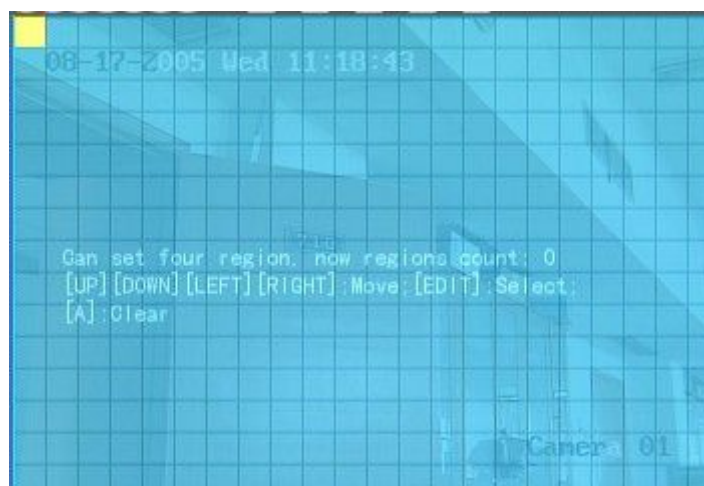 08-17-2005 Wed 11:18:43
Can set four region. now regions count: 0
[UP][DOWN][LEFT][RIGHT]:Move;[EDIT]:Select;
[A]:Clear
Camera 01